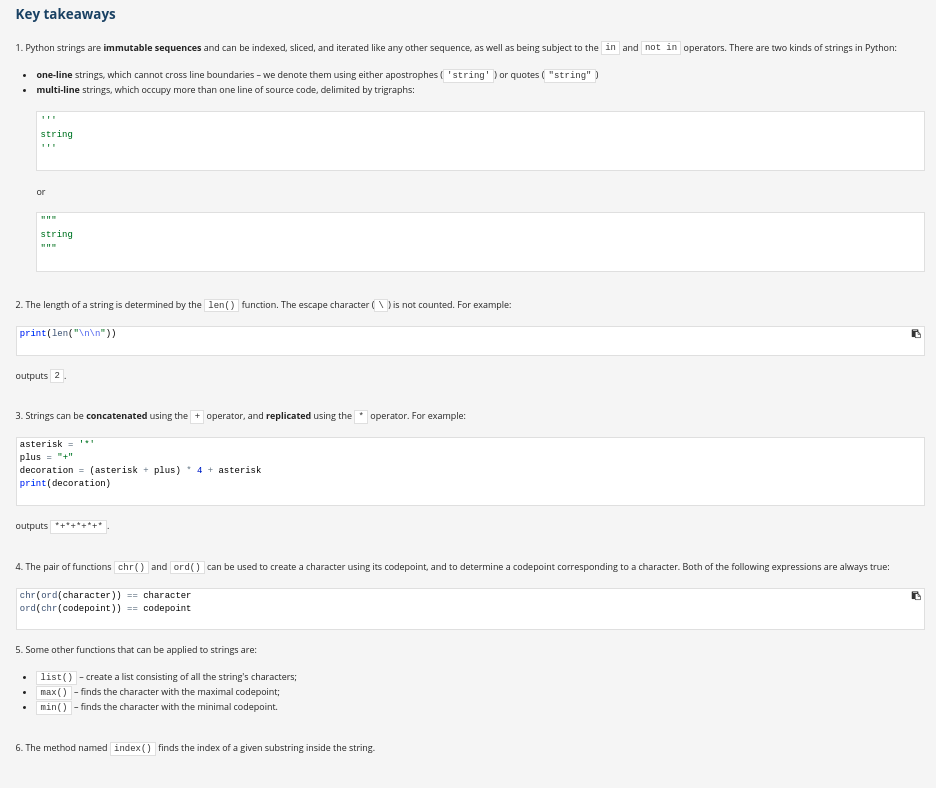 Key takeaways
1. Python strings are immutable sequences and can be indexed, sliced, and iterated like any other sequence, as well as being subject to the in and not in operators. There are two kinds of strings in Python:
• one-line strings, which cannot cross line boundaries – we denote them using either apostrophes ('string') or quotes ("string")
• multi-line strings, which occupy more than one line of source code, delimited by trigraphs:
'''
string
'''
or
"""
string
"""
2. The length of a string is determined by the len() function. The escape character (\) is not counted. For example:
print(len("\n\n"))
outputs 2.
3. Strings can be concatenated using the + operator, and replicated using the * operator. For example:
asterisk = '*'
plus = "+"
decoration = (asterisk + plus) * 4 + asterisk
print(decoration)
outputs *+*+*+*+*.
4. The pair of functions chr() and ord() can be used to create a character using its codepoint, and to determine a codepoint corresponding to a character. Both of the following expressions are always true:
chr(ord(character)) == character
ord(chr(codepoint)) == codepoint
5. Some other functions that can be applied to strings are:
• list() – create a list consisting of all the string's characters;
• max() – finds the character with the maximal codepoint;
• min() – finds the character with the minimal codepoint.
6. The method named index() finds the index of a given substring inside the string.